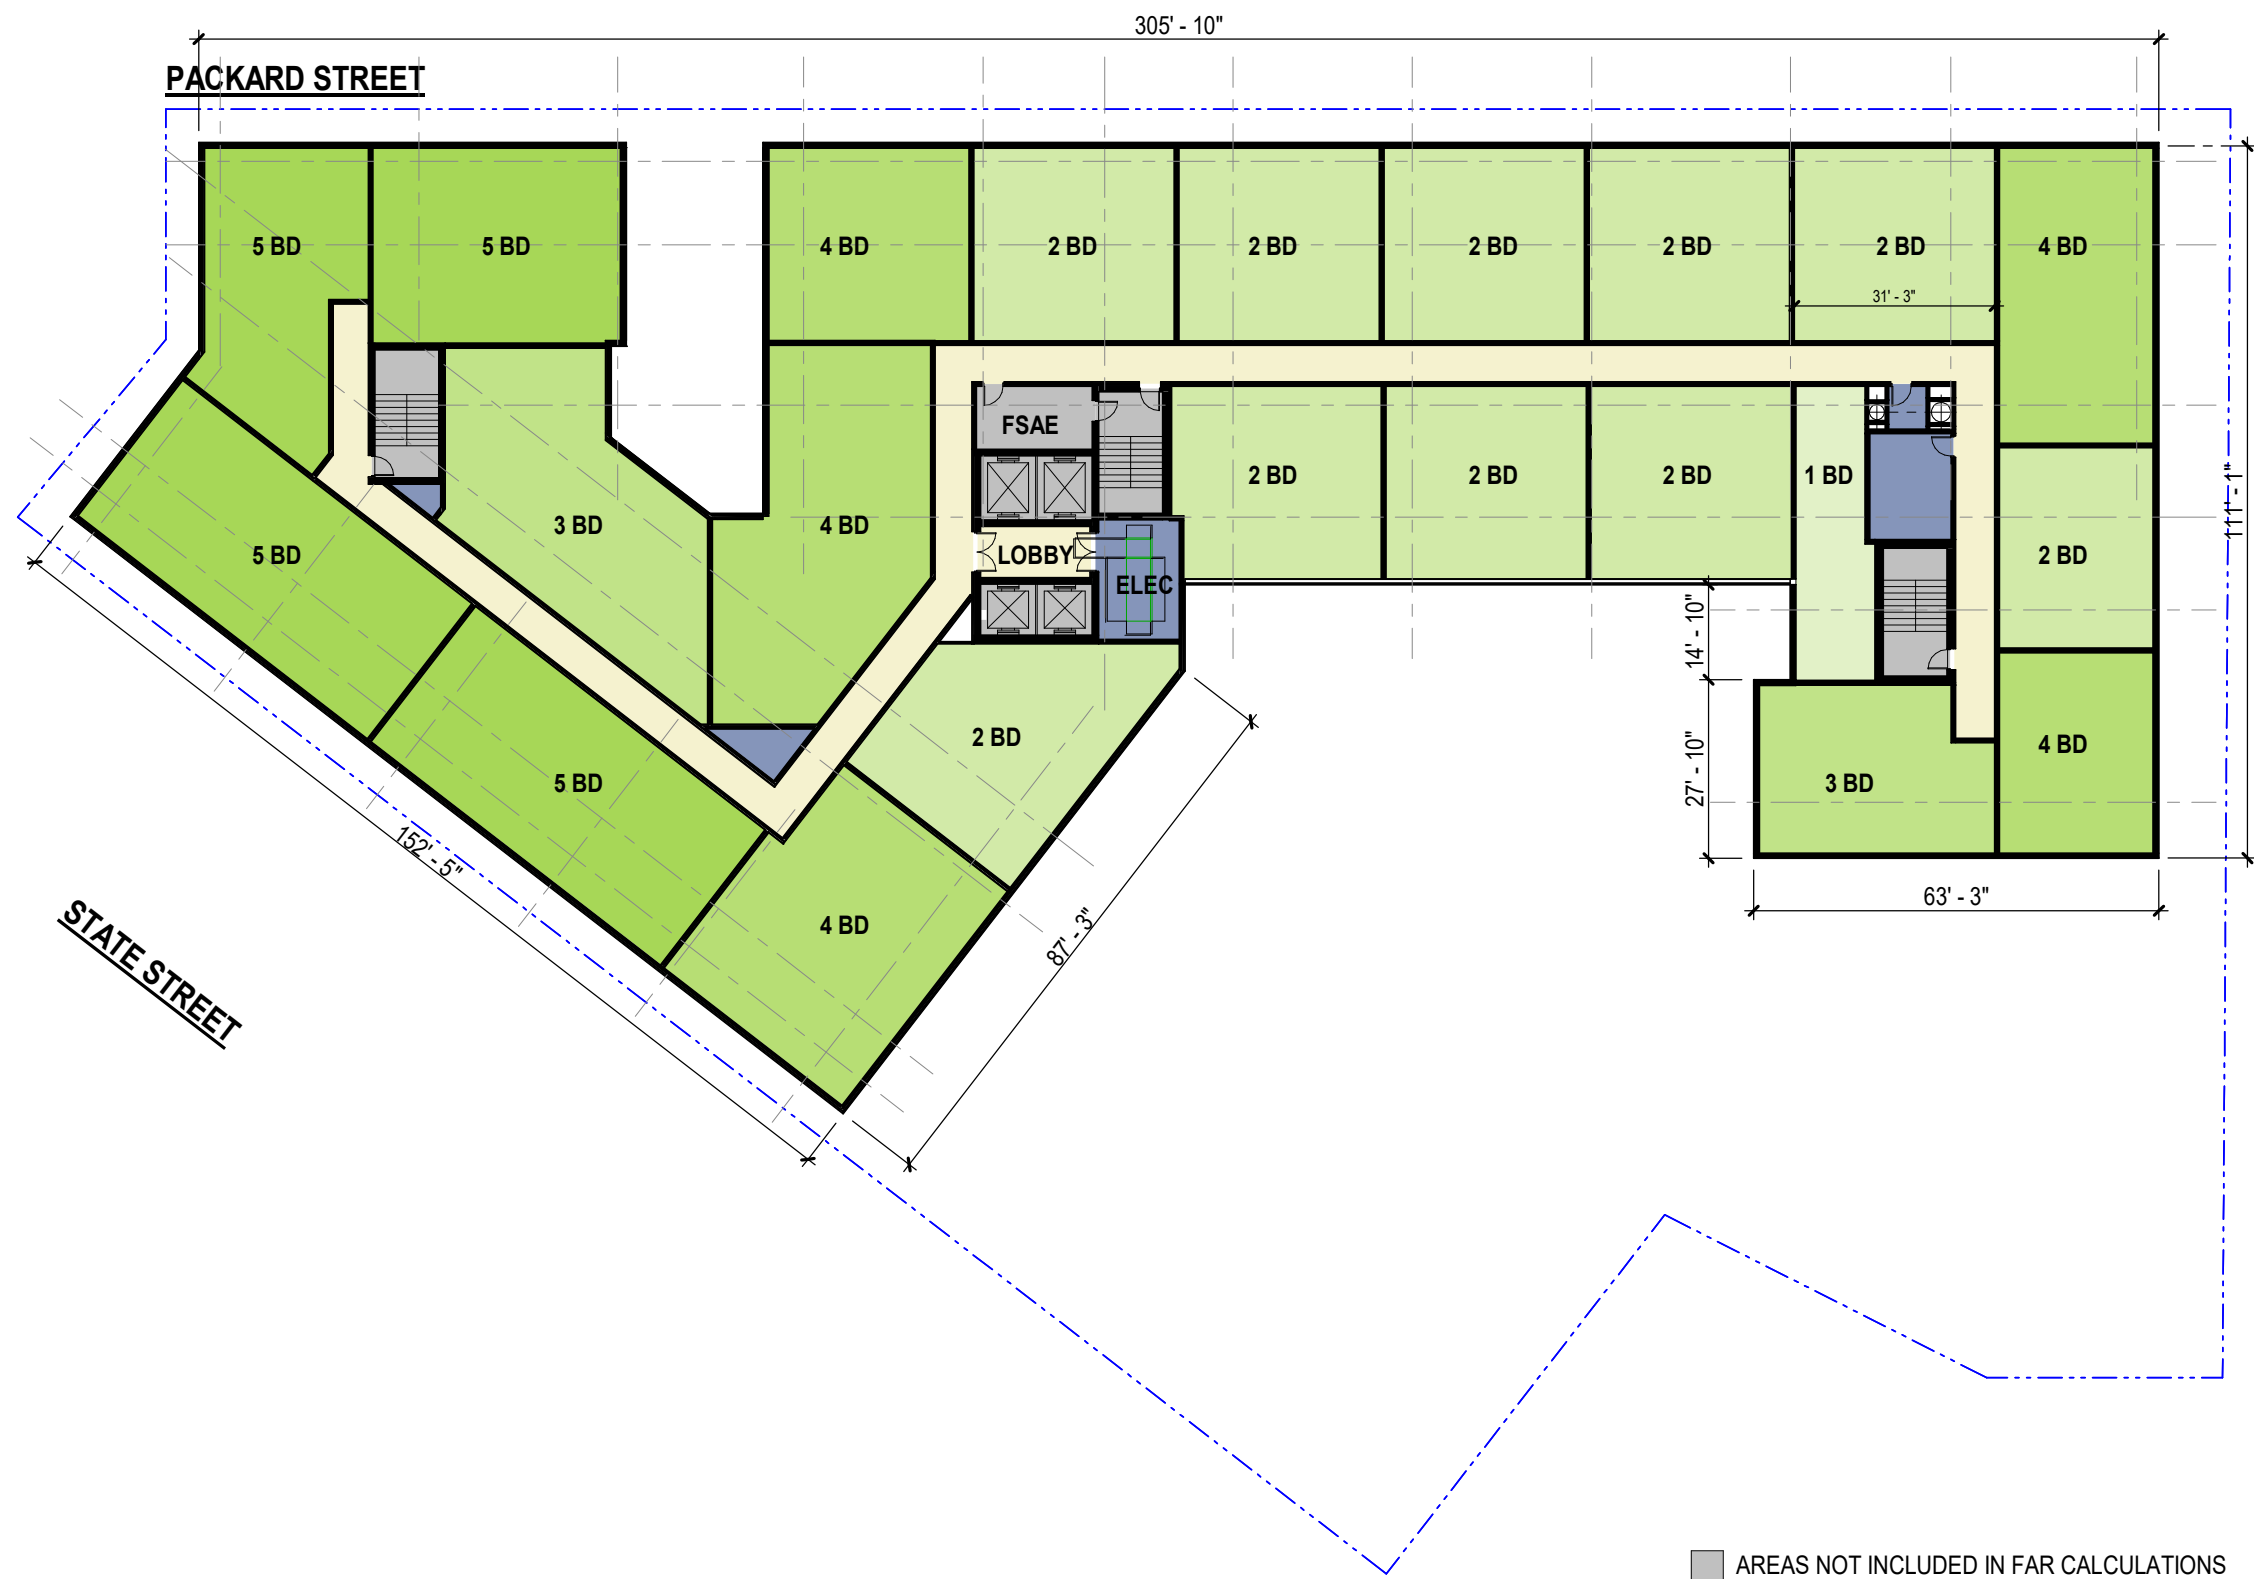 305' - 10"
PACKARD STREET
5 BD
5 BD
4 BD
2 BD
2 BD
2 BD
2 BD
2 BD
4 BD
31' - 3"
FSAE
2 BD
2 BD
2 BD
1 BD
111' - 1"
5 BD
3 BD
4 BD
LOBBY
ELEC
2 BD
14' - 10"
2 BD
4 BD
5 BD
3 BD
27' - 10"
152' - 5"
63' - 3"
4 BD
87' - 3"
STATE STREET
AREAS NOT INCLUDED IN FAR CALCULATIONS